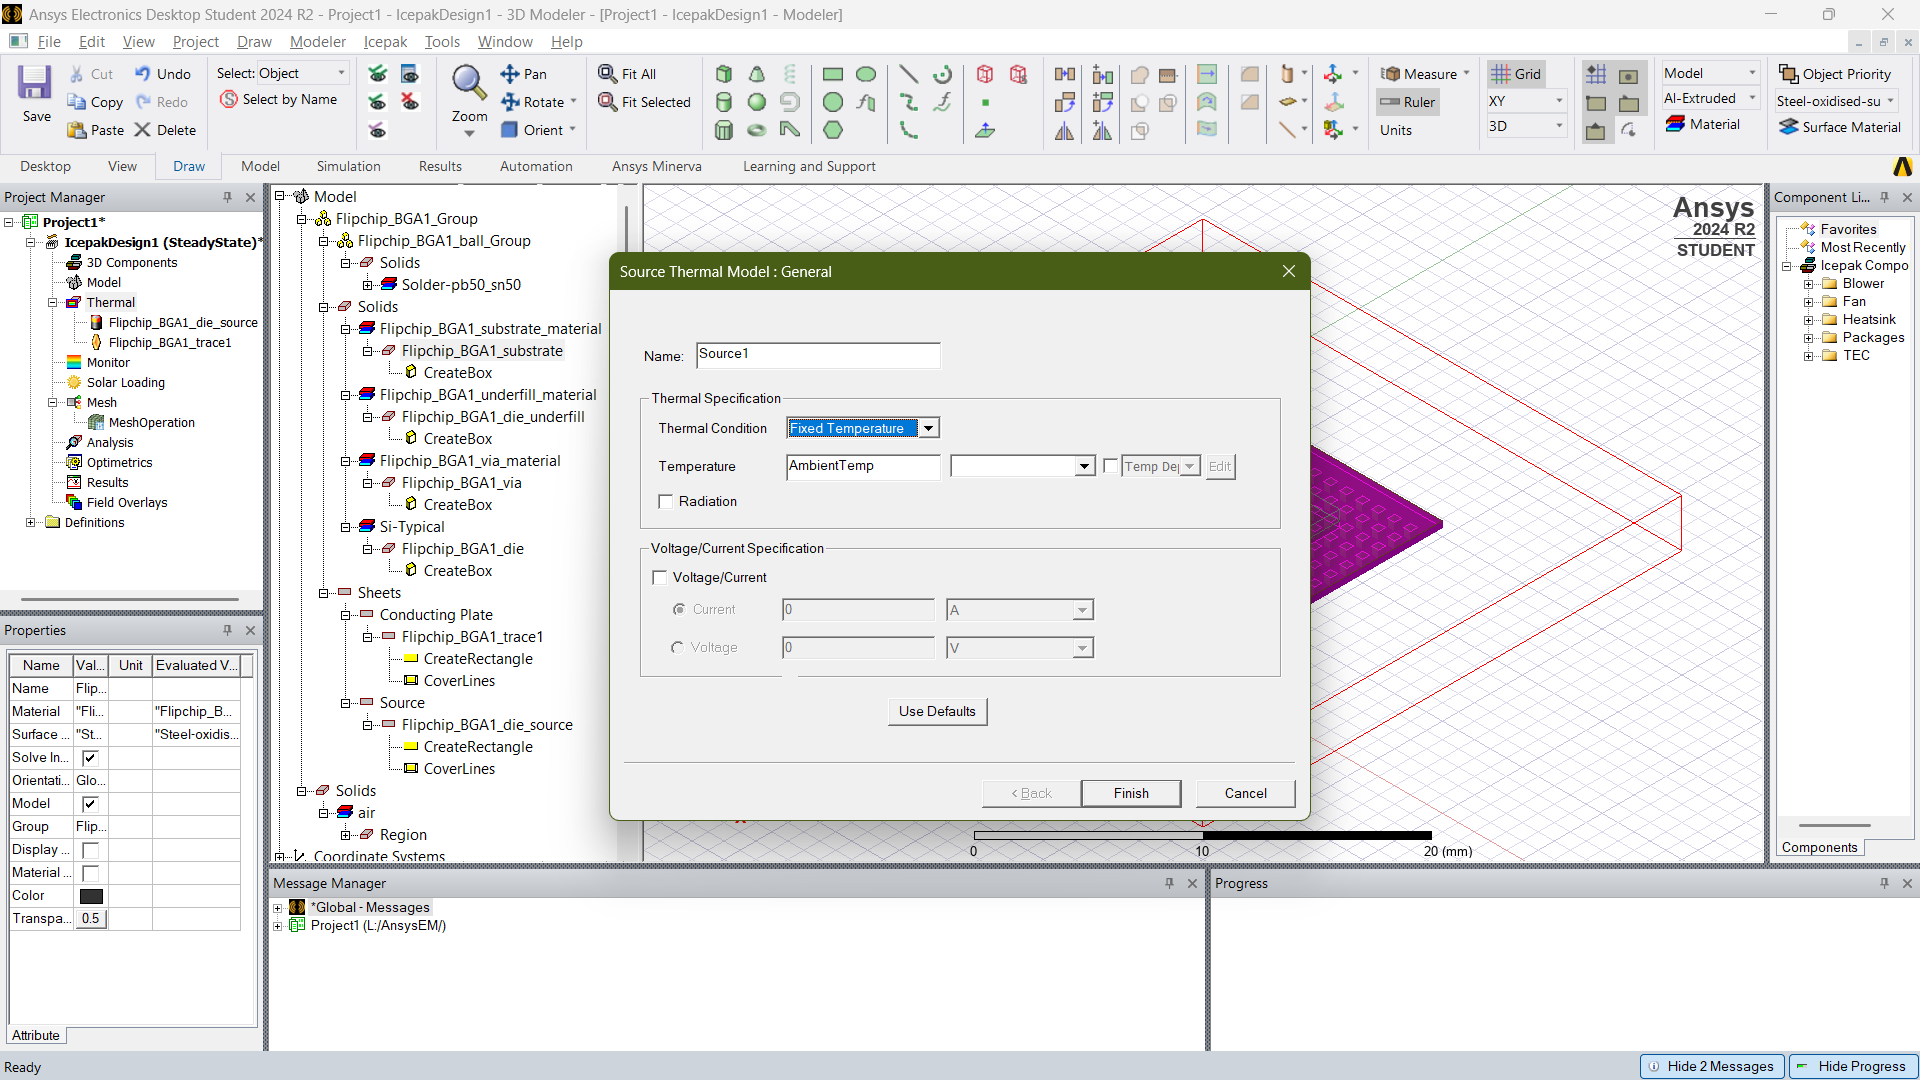 Ansys Electronics Desktop Student 2024 R2 - Project1 - IcepakDesign1 - 3D Modeler - [Project1 - IcepakDesign1 - Modeler]
File Edit View Project Draw Modeler Icepak Tools Window Help
Save
Cut
Copy
Paste
Undo
Redo
Delete
Select: Object
Select by Name
Zoom
Pan
Rotate
Orient
Fit All
Fit Selected
Measure
Ruler
Units
Grid
XY
3D
Model
Al-Extruded
Material
Object Priority
Steel-oxidised-su
Surface Material
Desktop View Draw Model Simulation Results Automation Ansys Minerva Learning and Support
Project Manager
Project1*
IcepakDesign1 (SteadyState)*
3D Components
Model
Thermal
Flipchip_BGA1_die_source
Flipchip_BGA1_trace1
Monitor
Solar Loading
Mesh
MeshOperation
Analysis
Optimetrics
Results
Field Overlays
Definitions
Properties
Name Val... Unit Evaluated V...
Name Flip...
Material "Fli... "Flipchip_B...
Surface ... "St... "Steel-oxidis...
Solve In...
Orientati... Glo...
Model
Group Flip...
Display ...
Material ...
Color
Transpa... 0.5
Attribute
Model
Flipchip_BGA1_Group
Flipchip_BGA1_ball_Group
Solids
Solder-pb50_sn50
Solids
Flipchip_BGA1_substrate_material
Flipchip_BGA1_substrate
CreateBox
Flipchip_BGA1_underfill_material
Flipchip_BGA1_die_underfill
CreateBox
Flipchip_BGA1_via_material
Flipchip_BGA1_via
CreateBox
Si-Typical
Flipchip_BGA1_die
CreateBox
Sheets
Conducting Plate
Flipchip_BGA1_trace1
CreateRectangle
CoverLines
Source
Flipchip_BGA1_die_source
CreateRectangle
CoverLines
Solids
air
Region
Coordinate Systems
Ansys
2024 R2
STUDENT
Source Thermal Model : General
Name: Source1
Thermal Specification
Thermal Condition Fixed Temperature
Temperature AmbientTemp Temp De Edit
Radiation
Voltage/Current Specification
Voltage/Current
Current 0 A
Voltage 0 V
Use Defaults
< Back Finish Cancel
0 10 20 (mm)
Component Li...
Favorites
Most Recently
Icepak Compo
Blower
Fan
Heatsink
Packages
TEC
Components
Message Manager
*Global - Messages
Project1 (L:/AnsysEM/)
Progress
Ready
Hide 2 Messages
Hide Progress